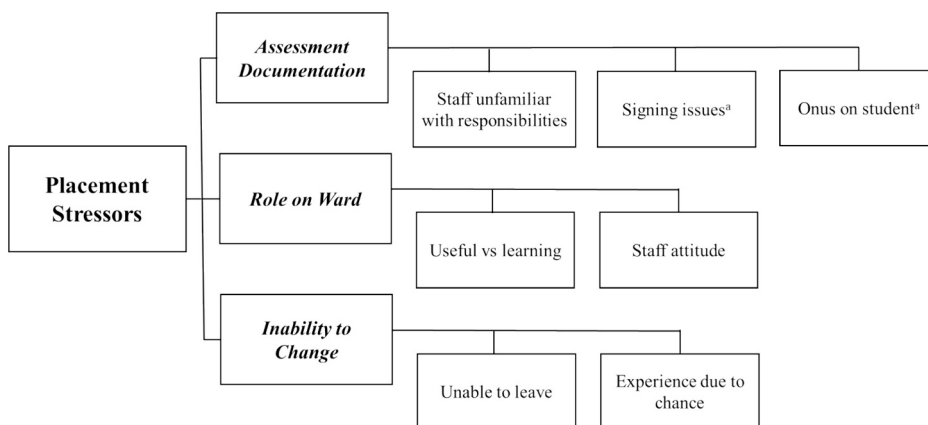 Assessment
Documentation
Staff unfamiliar
with responsibilities
Signing issuesᵃ
Onus on studentᵃ
Placement
Stressors
Role on Ward
Useful vs learning
Staff attitude
Inability to
Change
Unable to leave
Experience due to
chance